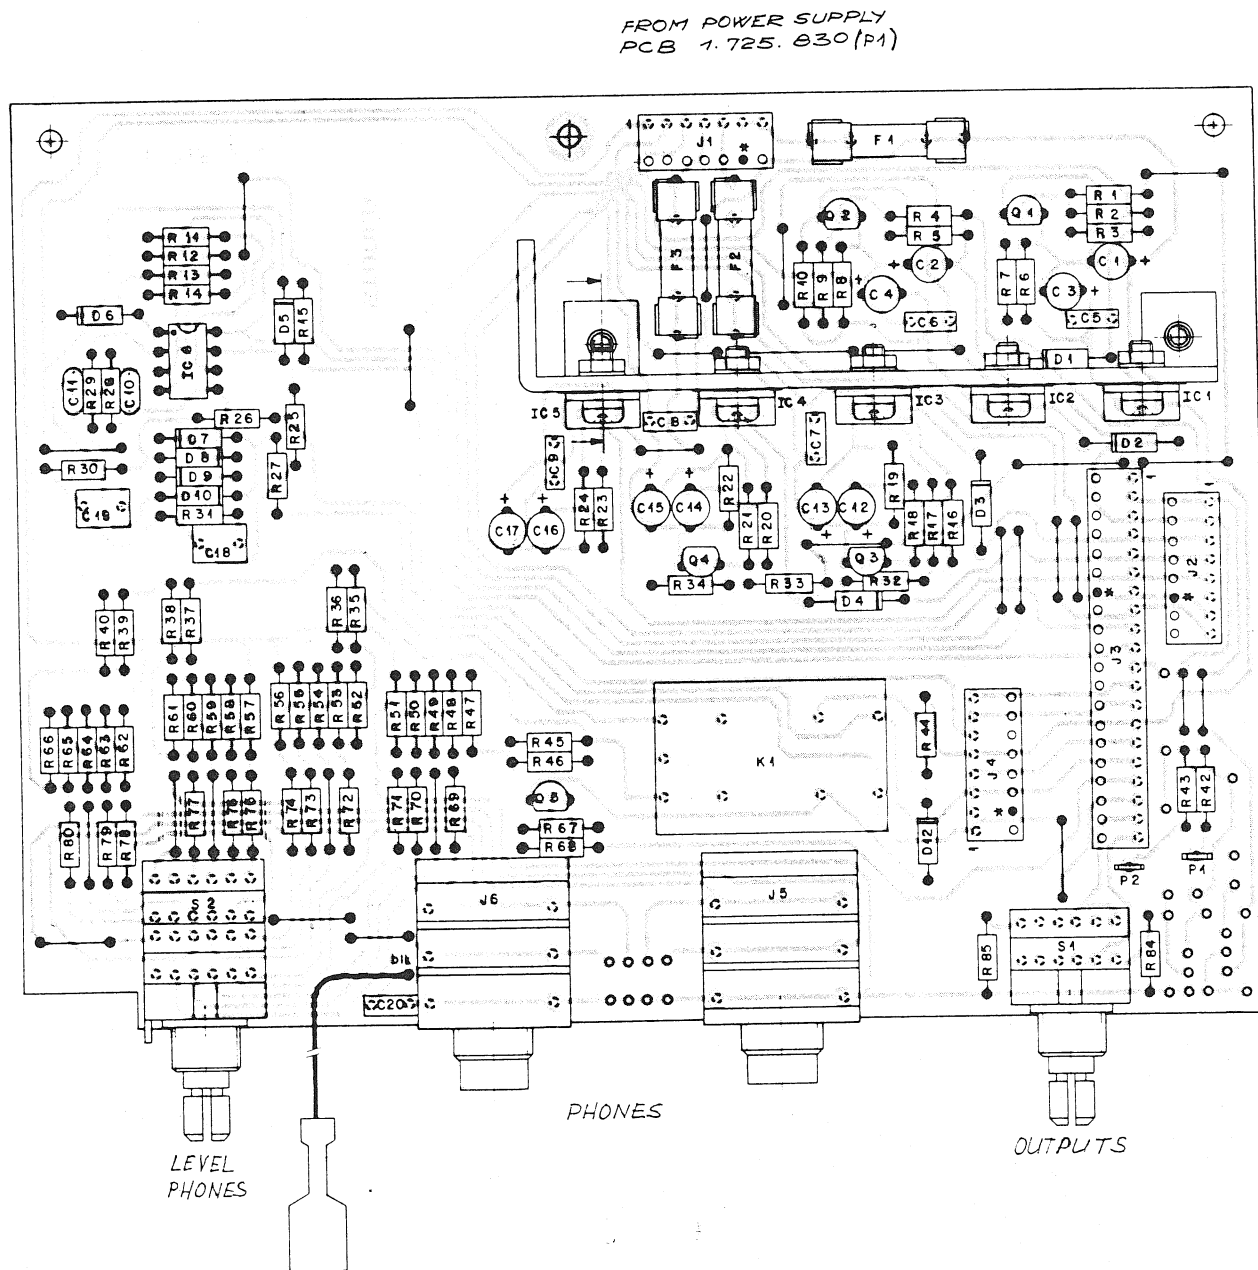 FROM POWER SUPPLY
PCB 1.725.830(P1)
1
J1
*
F1
F3
F2
Q2
R4
R5
C2
+
C4
+
R10
R9
R8
C6
Q1
R1
R2
R3
C1
+
R7
R6
C3
+
C5
D1
R14
R12
R13
R14
D6
D5
R15
IC6
C11
R29
R28
C10
R26
R25
D7
D8
D9
D10
R31
R27
R30
C19
C18
IC5
IC4
IC3
IC2
IC1
C8
C7
C9
D2
R24
R23
+
C17
+
C16
+
C15
+
C14
R22
R21
R20
C13
+
C12
+
R19
R18
R17
R16
D3
Q4
R34
R33
Q3
R32
D4
1
J3
*
1
J2
*
R40
R39
R38
R37
R36
R35
R66
R65
R64
R63
R62
R61
R60
R59
R58
R57
R56
R55
R54
R53
R52
R51
R50
R49
R48
R47
R45
R46
K1
R44
J4
*
1
R43
R42
R80
R79
R78
R77
R75
R76
R74
R73
R72
R71
R70
R69
Q5
R67
R68
D12
P2
P1
S2
J6
J5
S1
R85
R84
blk
C20
PHONES
OUTPUTS
LEVEL
PHONES